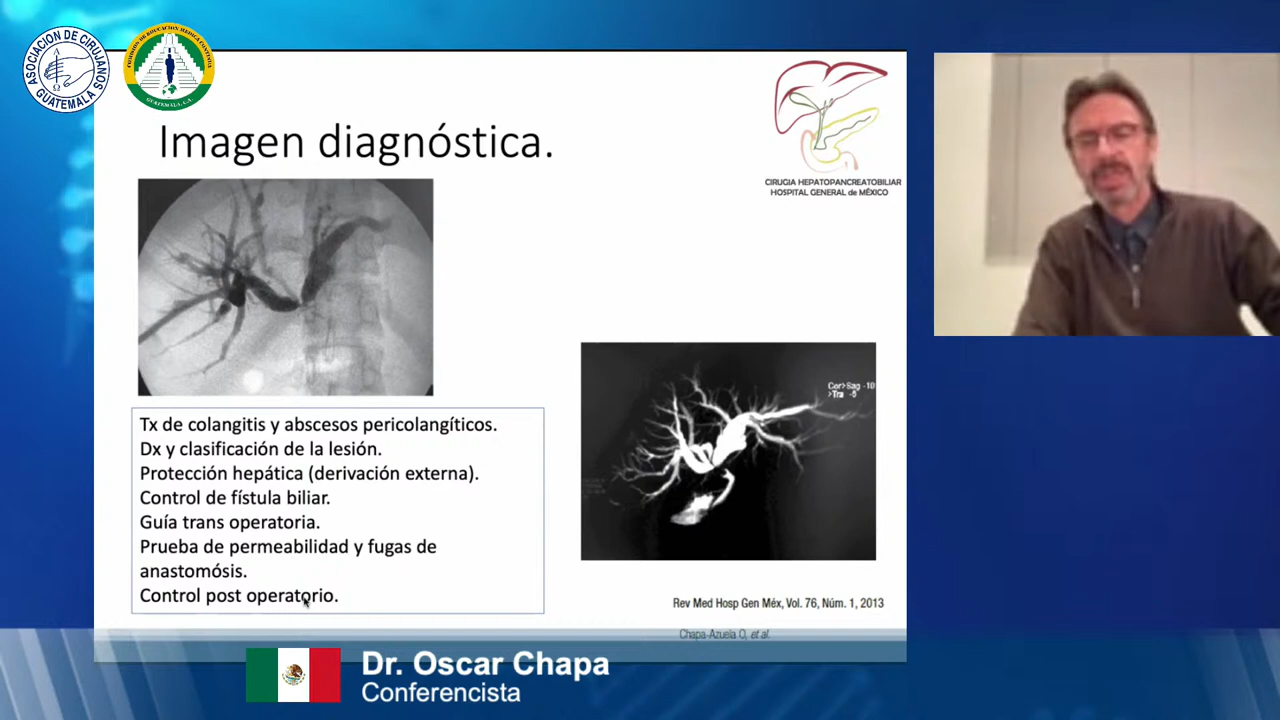 ASOCIACION DE CIRUJANOS
GUATEMALA
GUATEMALA, C.A.
Imagen diagnóstica.
CIRUGIA HEPATOPANCREATOBILIAR
HOSPITAL GENERAL de MÉXICO
Tx de colangitis y abscesos pericolangíticos.
Dx y clasificación de la lesión.
Protección hepática (derivación externa).
Control de fístula biliar.
Guía trans operatoria.
Prueba de permeabilidad y fugas de
anastomósis.
Control post operatorio.
Cor>Sag -10
>Tra -5
Rev Med Hosp Gen Méx, Vol. 76, Núm. 1, 2013
Chapa-Azuela O, et al.
Dr. Oscar Chapa
Conferencista